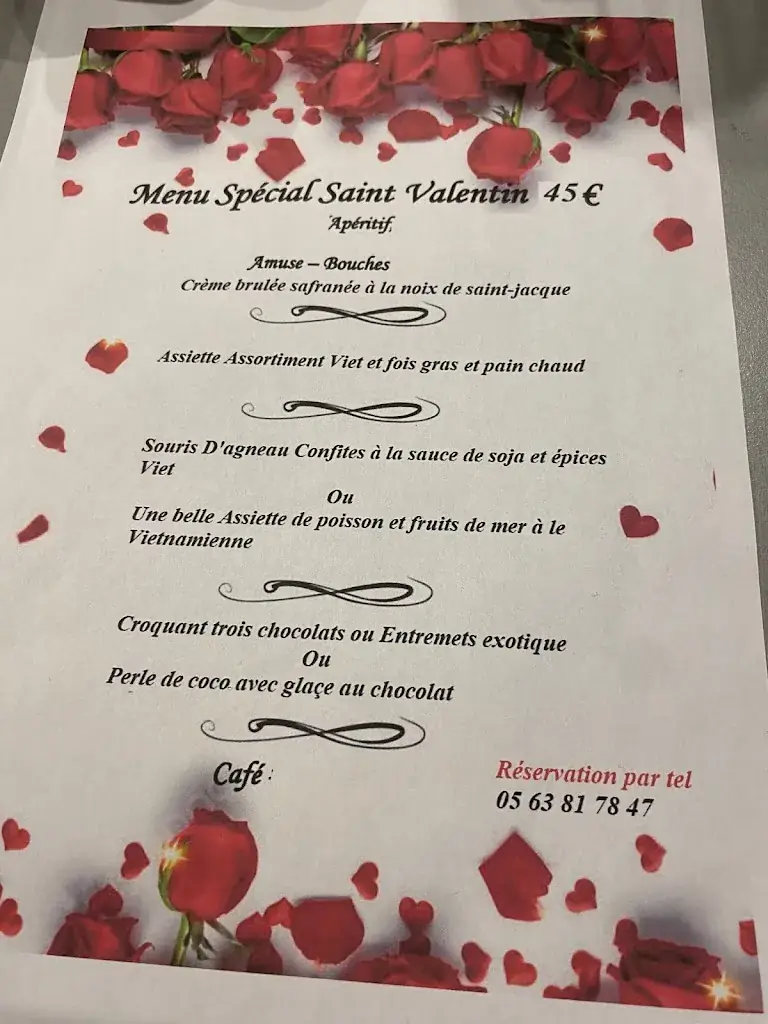 Menu Spécial Saint Valentin 45€
Apéritif,
Amuse – Bouches
Crème brulée safranée à la noix de saint-jacque
Assiette Assortiment Viet et fois gras et pain chaud
Souris D'agneau Confites à la sauce de soja et épices
Viet
Ou
Une belle Assiette de poisson et fruits de mer à le
Vietnamienne
Croquant trois chocolats ou Entremets exotique
Ou
Perle de coco avec glaçe au chocolat
Café :
Réservation par tel
05 63 81 78 47